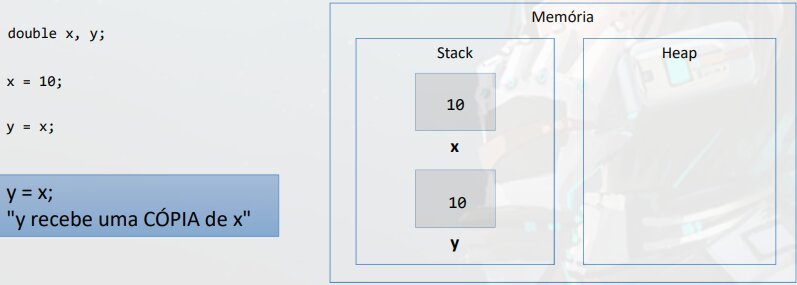 double x, y;
x = 10;
y = x;
y = x;
"y recebe uma CÓPIA de x"
Memória
Stack
Heap
10
x
10
y